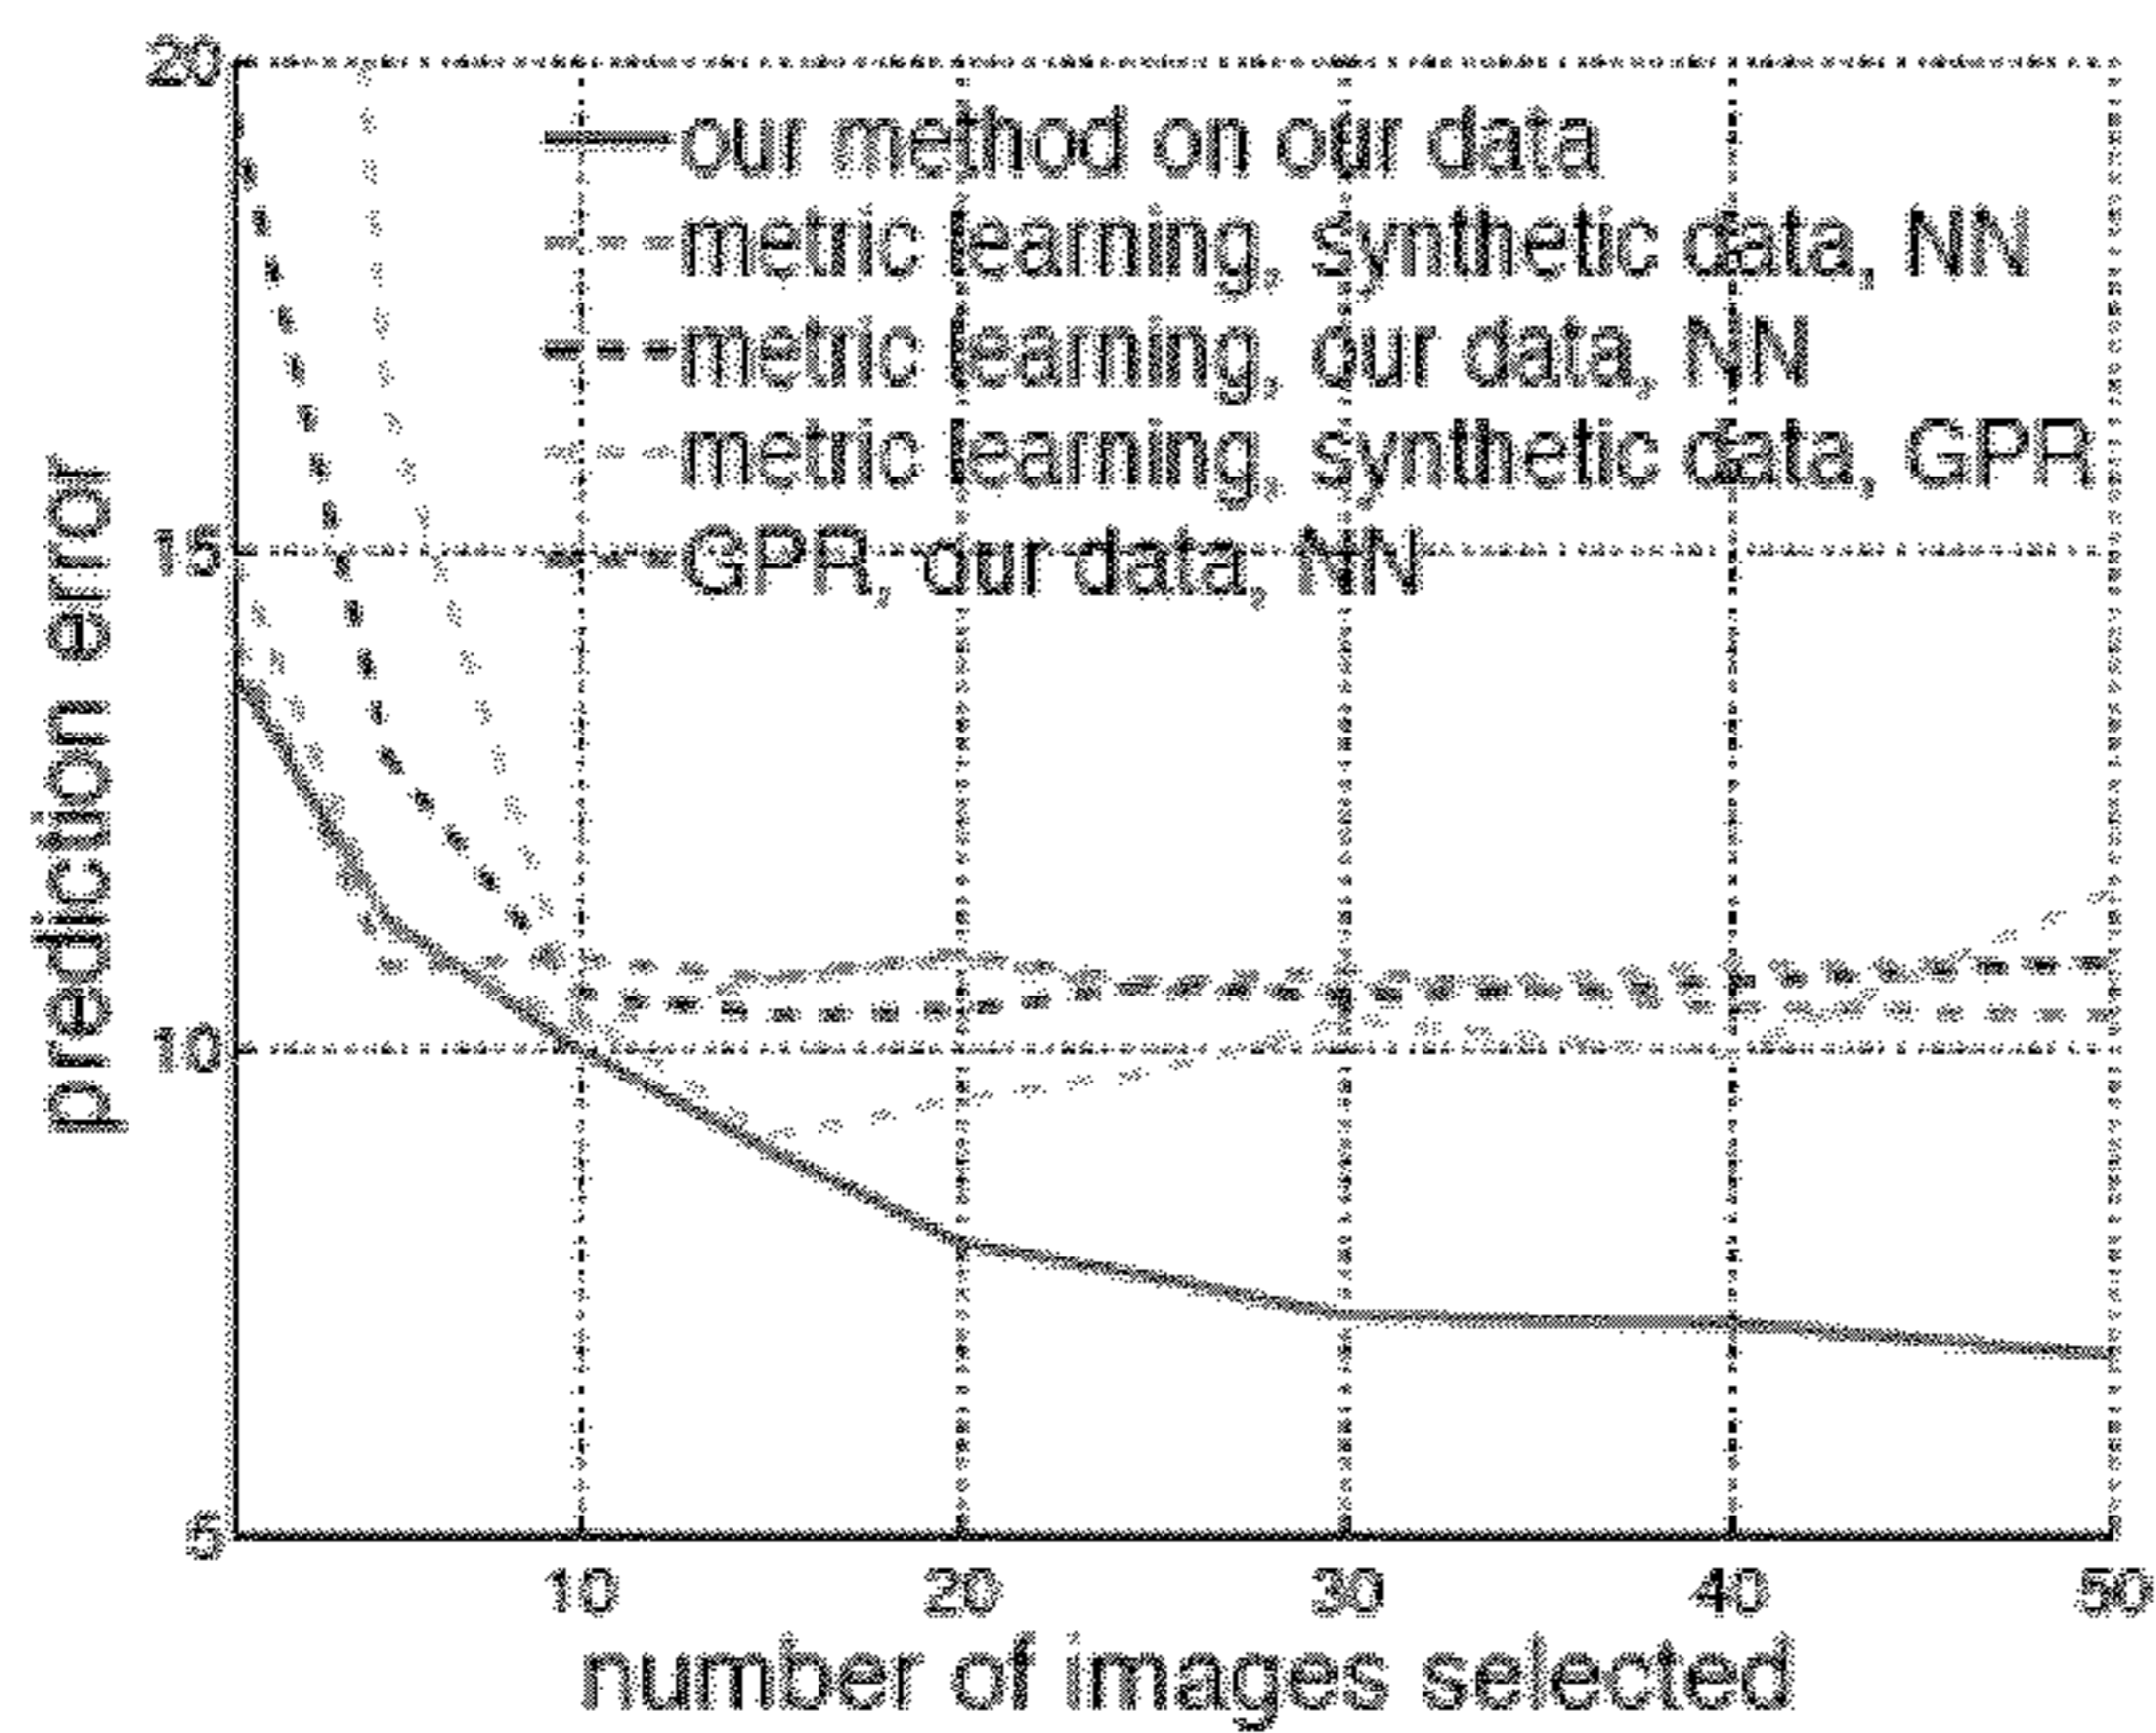 20
our method on our data
metric learning, synthetic data, NN
metric learning, our data, NN
metric learning, synthetic data, GPR
15
GPR, our data, NN
prediction error
10
5
10 20 30 40 50
number of images selected